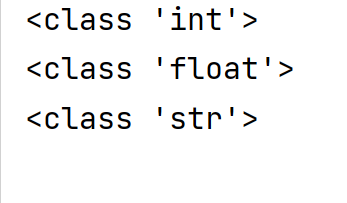 <class 'int'>
<class 'float'>
<class 'str'>